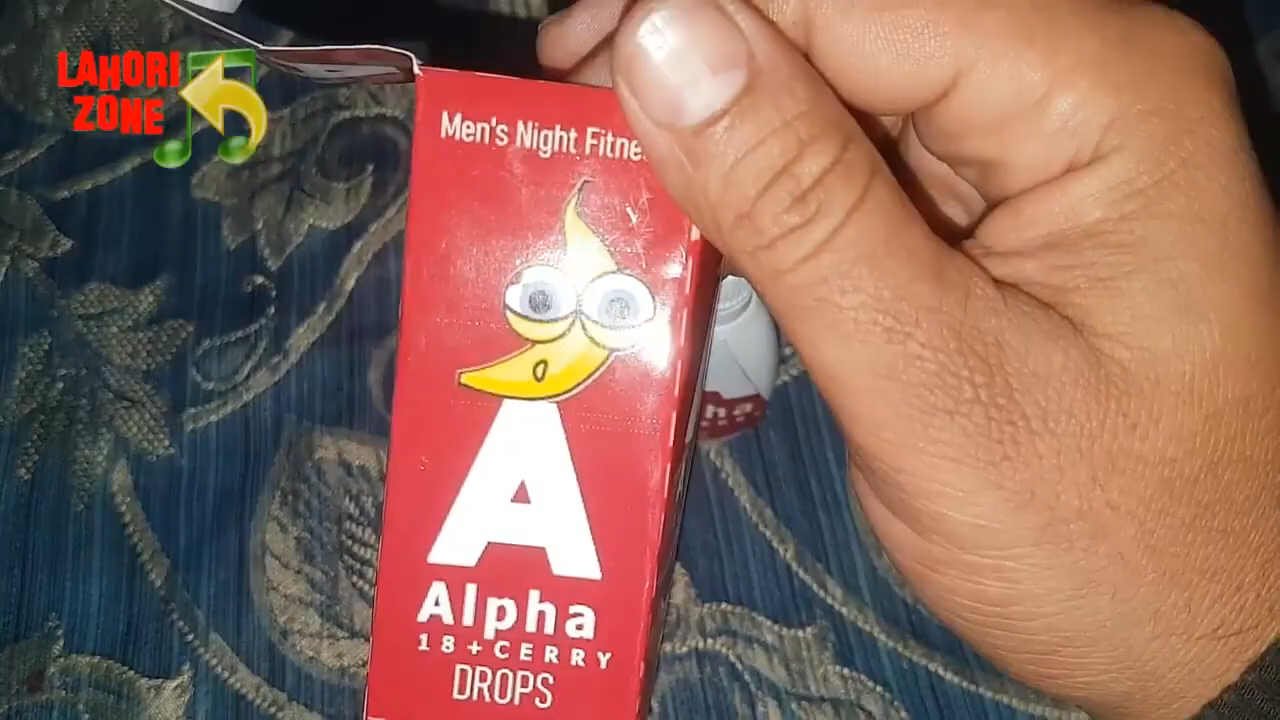 LAHORI
ZONE
Men's Night Fitne
A
Alpha
18+CERRY
DROPS
ha